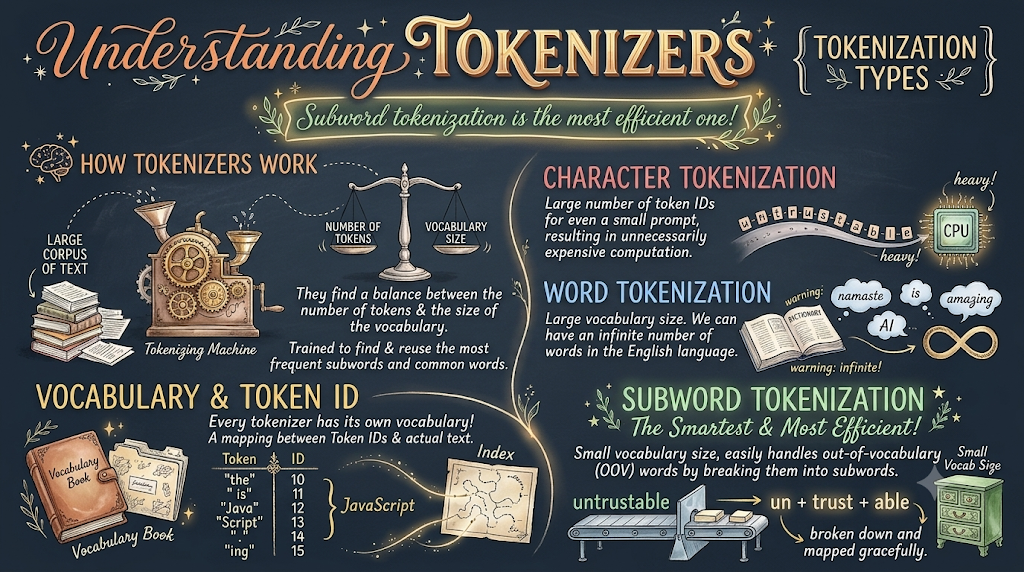 Understanding TOKENIZERS
Subword tokenization is the most efficient one!
{TOKENIZATION
TYPES}
HOW TOKENIZERS WORK
LARGE
CORPUS
OF TEXT
Tokenizing Machine
NUMBER OF
TOKENS
VOCABULARY
SIZE
They find a balance between the
number of tokens & the size of
the vocabulary.
Trained to find & reuse the most
frequent subwords and common words.
VOCABULARY & TOKEN ID
Every tokenizer has its own vocabulary!
A mapping between Token IDs & actual text.
Vocabulary
Book
Vocabulary Book
Token ID
"the" 10
" is" 11
"Java" 12
"Script" 13
" " 14
"ing" 15
} JavaScript
Index
CHARACTER TOKENIZATION
Large number of token IDs
for even a small prompt,
resulting in unnecessarily
expensive computation.
u-n-t-r-u-s-t-a-b-l-e
heavy!
CPU
heavy!
WORD TOKENIZATION
Large vocabulary size. We can
have an infinite number of
words in the English language.
DICTIONARY
warning:
namaste
is
amazing
AI
warning: infinite!
SUBWORD TOKENIZATION
The Smartest & Most Efficient!
Small vocabulary size, easily handles out-of-vocabulary
(OOV) words by breaking them into subwords.
Small
Vocab Size
untrustable
un + trust + able
broken down and
mapped gracefully.